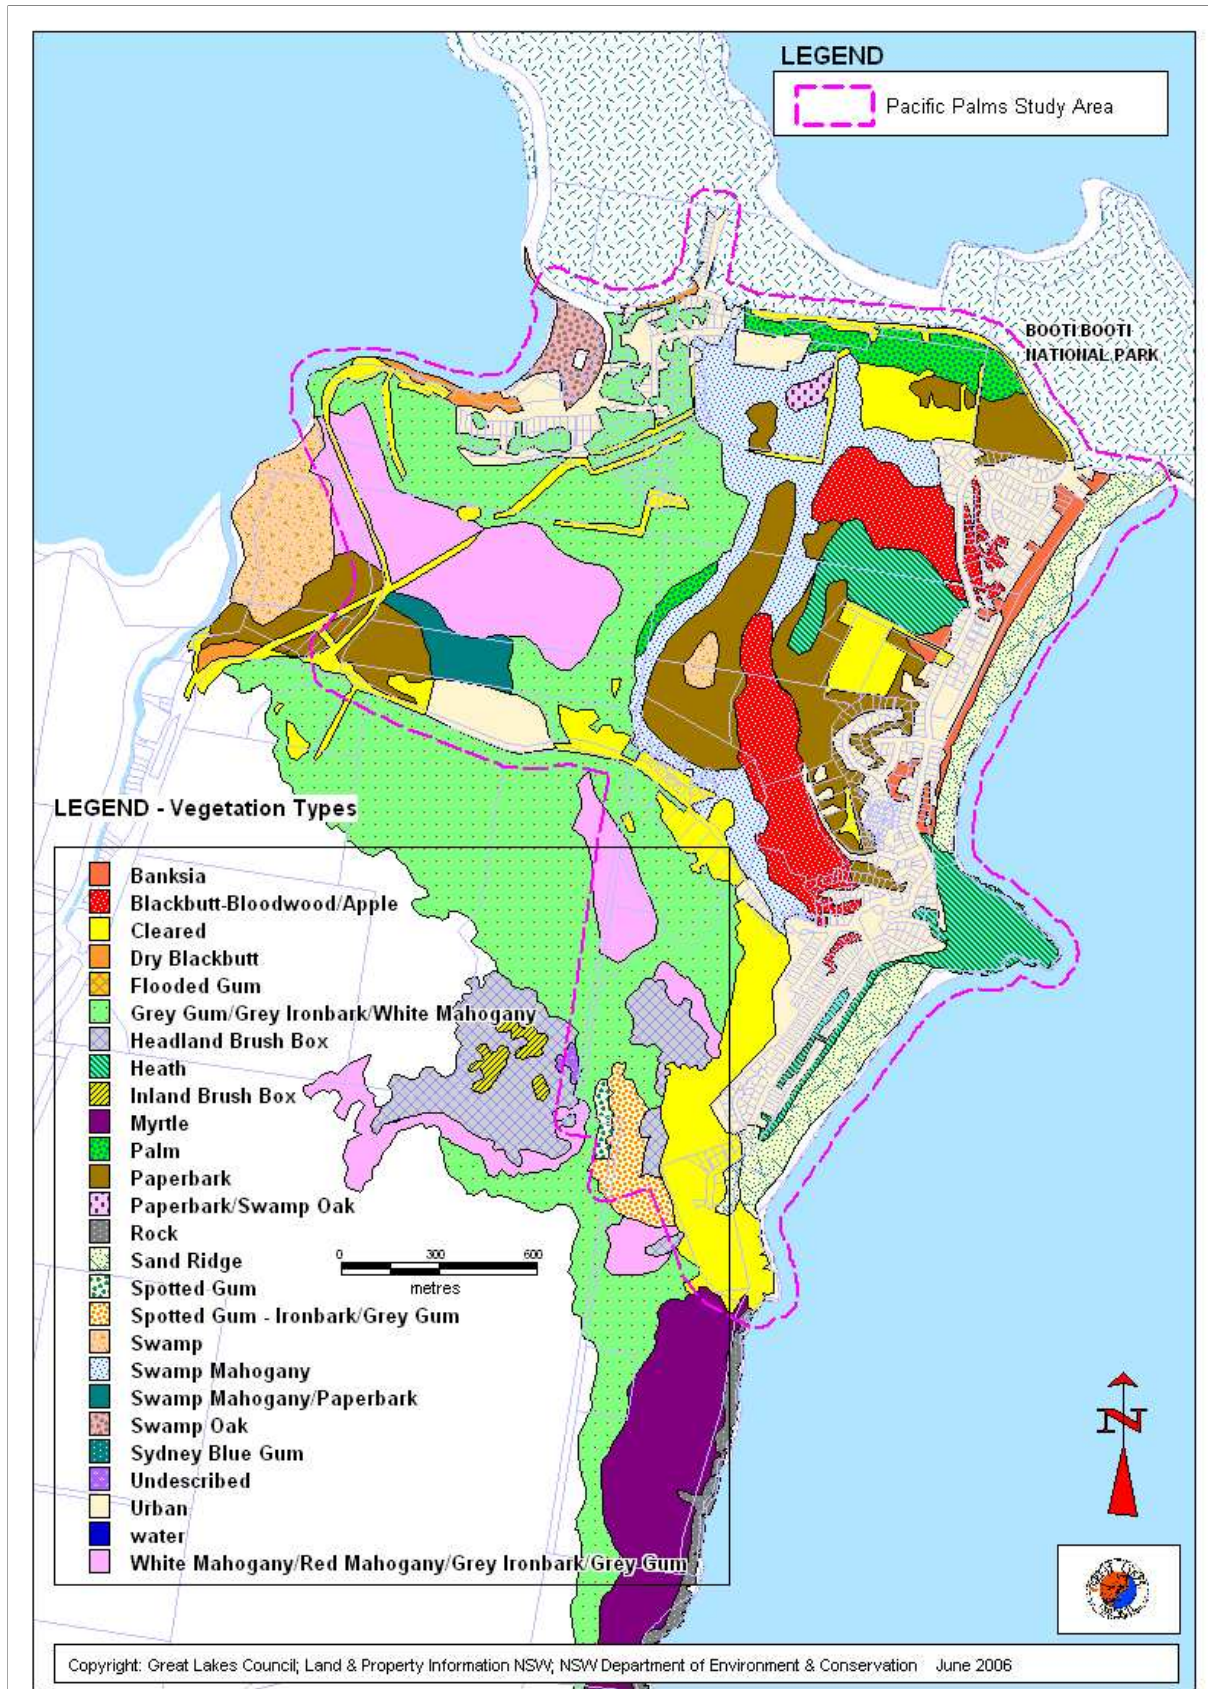 LEGEND
Pacific Palms Study Area
BOOTI BOOTI
NATIONAL PARK
LEGEND - Vegetation Types
Banksia
Blackbutt-Bloodwood/Apple
Cleared
Dry Blackbutt
Flooded Gum
Grey Gum/Grey Ironbark/White Mahogany
Headland Brush Box
Heath
Inland Brush Box
Myrtle
Palm
Paperbark
Paperbark/Swamp Oak
Rock
Sand Ridge
Spotted Gum
Spotted Gum - Ironbark/Grey Gum
Swamp
Swamp Mahogany
Swamp Mahogany/Paperbark
Swamp Oak
Sydney Blue Gum
Undescribed
Urban
water
White Mahogany/Red Mahogany/Grey Ironbark/Grey Gum
0 300 600
metres
N
Copyright: Great Lakes Council; Land & Property Information NSW; NSW Department of Environment & Conservation June 2006